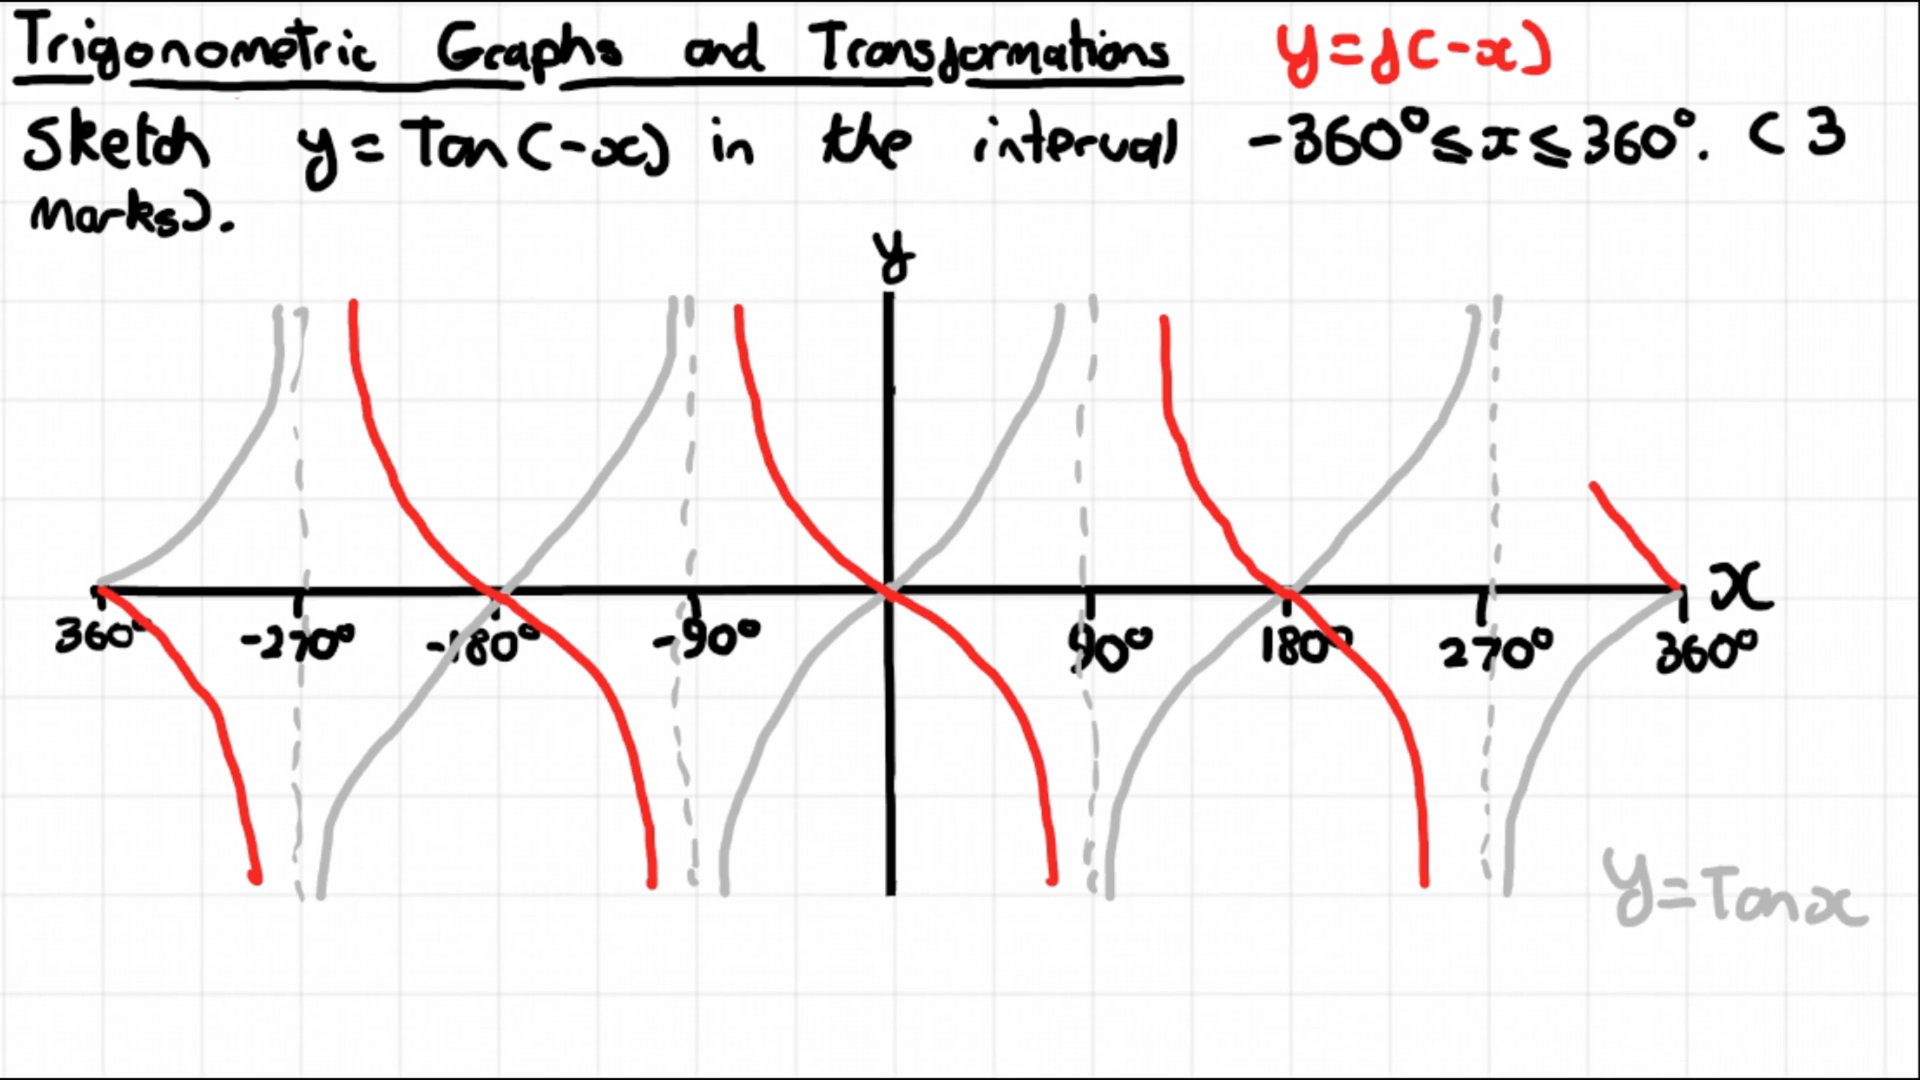 Trigonometric Graphs and Transformations y=f(-x)
Sketch y=Tan(-x) in the interval -360°≤x≤360°. (3
marks).
y
x
360° -270° -180° -90° 90° 180° 270° 360°
y=Tanx